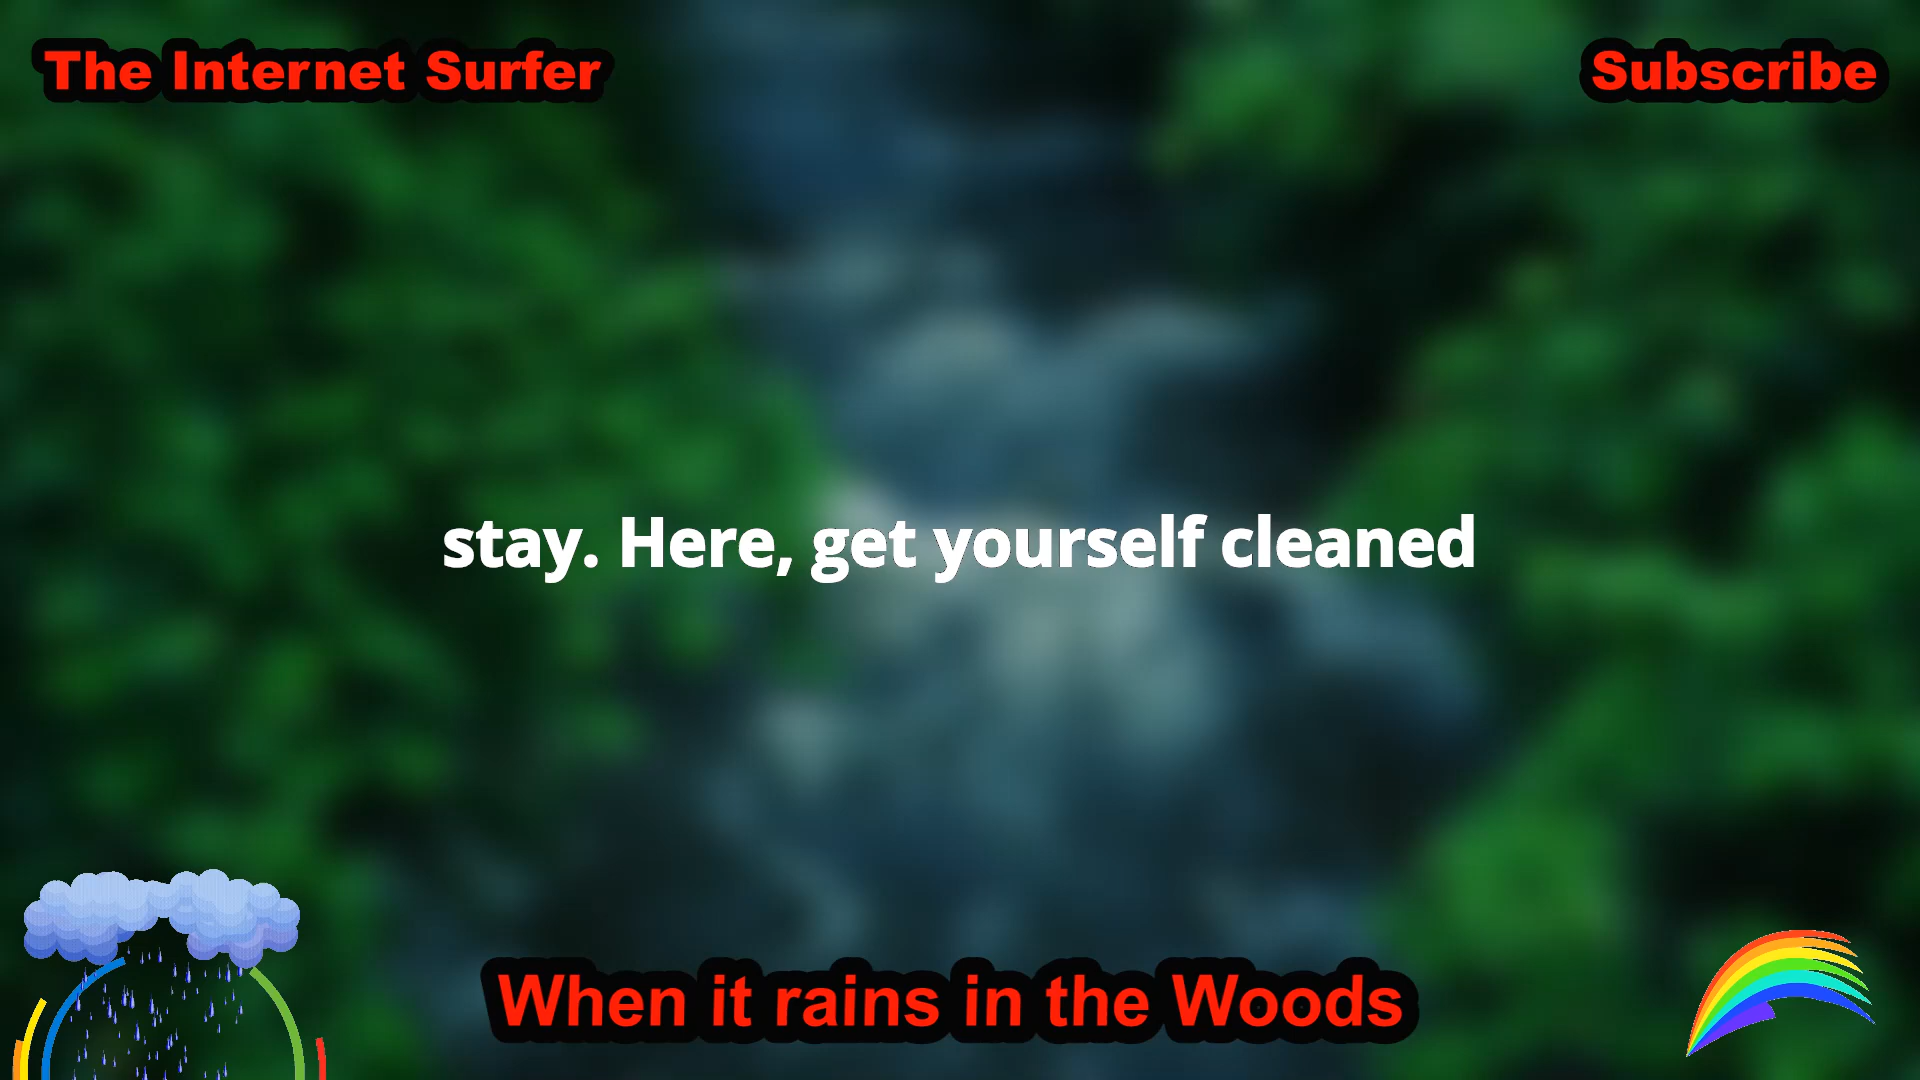 The Internet Surfer
Subscribe
stay. Here, get yourself cleaned
When it rains in the Woods